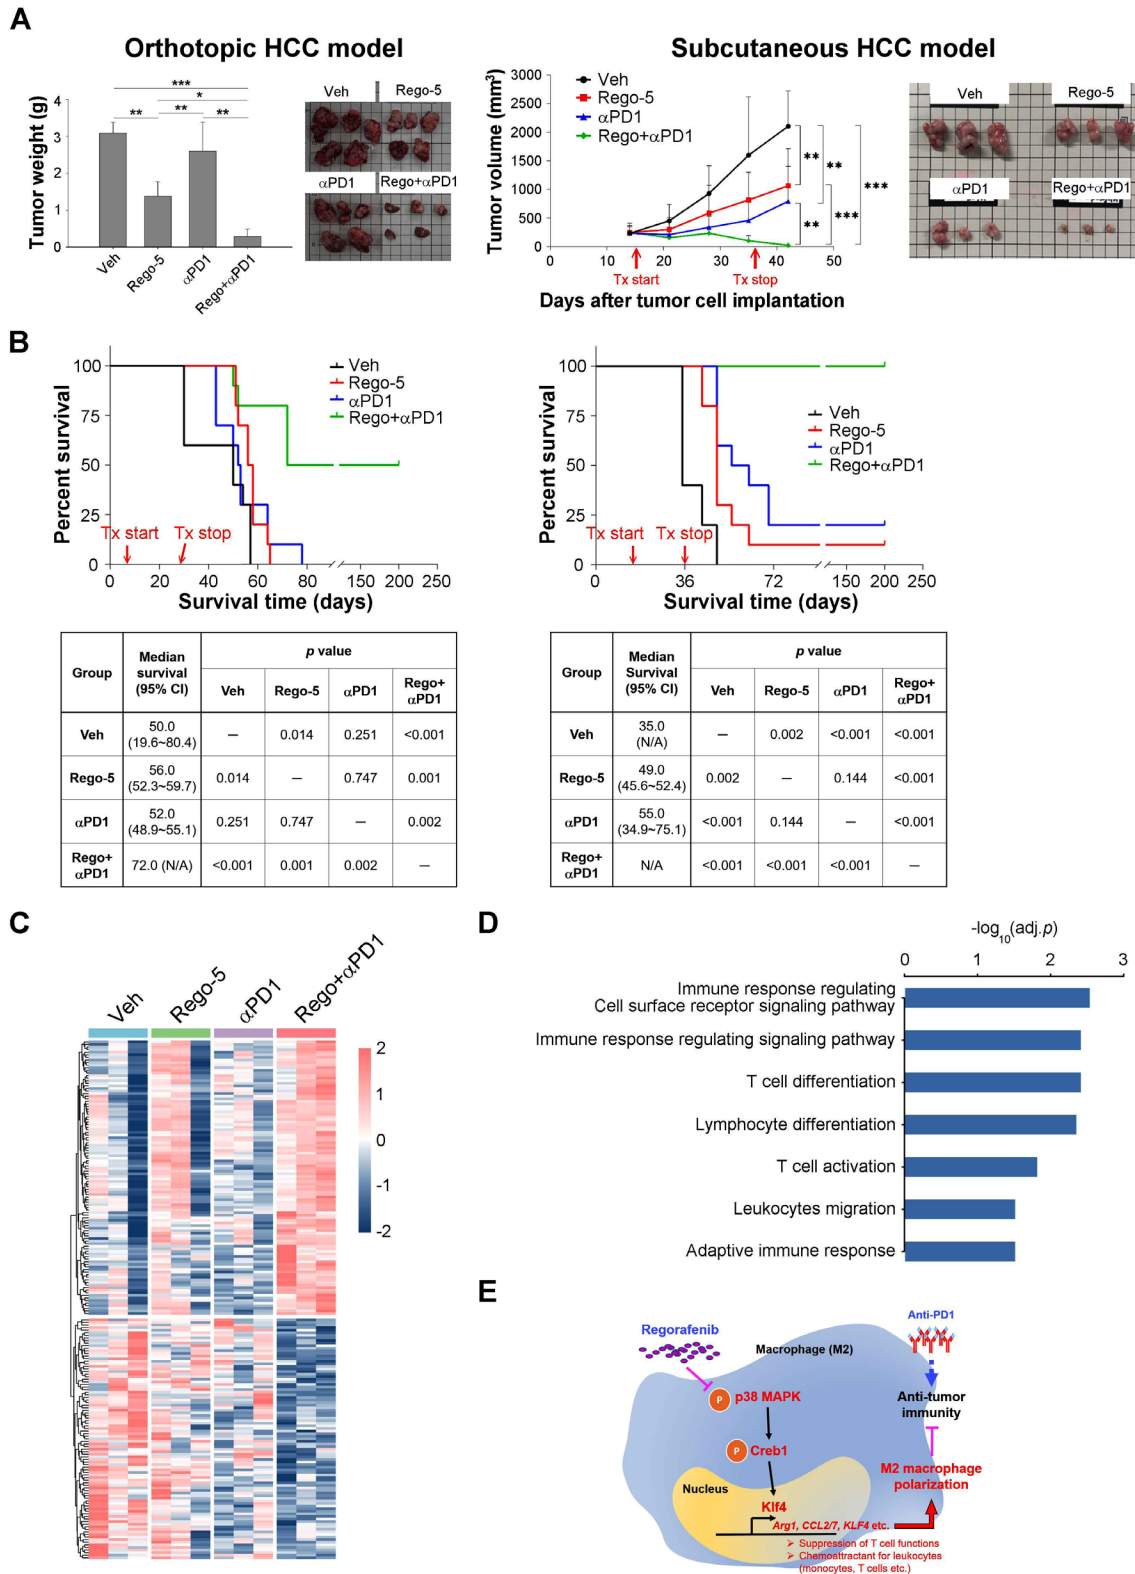 A
Orthotopic HCC model
Subcutaneous HCC model
Tumor weight (g)
4
3
2
1
0
***
*
** ** **
Veh
Rego-5
αPD1
Rego+αPD1
Veh Rego-5
αPD1 Rego+αPD1
Tumor volume (mm3)
3000
2500
2000
1500
1000
500
0
Veh
Rego-5
αPD1
Rego+αPD1
**
**
***
**
***
0 10 20 30 40 50
Tx start Tx stop
Days after tumor cell implantation
Veh Rego-5
αPD1 Rego+αPD1
B
Percent survival
100
75
50
25
0
Veh
Rego-5
αPD1
Rego+αPD1
Tx start Tx stop
0 20 40 60 80 150 200 250
Survival time (days)
Percent survival
100
75
50
25
0
Veh
Rego-5
αPD1
Rego+αPD1
Tx start Tx stop
0 36 72 150 200 250
Survival time (days)
Group Median survival (95% CI) p value
Veh Rego-5 αPD1 Rego+ αPD1
Veh 50.0 (19.6~80.4) — 0.014 0.251 <0.001
Rego-5 56.0 (52.3~59.7) 0.014 — 0.747 0.001
αPD1 52.0 (48.9~55.1) 0.251 0.747 — 0.002
Rego+ αPD1 72.0 (N/A) <0.001 0.001 0.002 —
Group Median Survival (95% CI) p value
Veh Rego-5 αPD1 Rego+ αPD1
Veh 35.0 (N/A) — 0.002 <0.001 <0.001
Rego-5 49.0 (45.6~52.4) 0.002 — 0.144 <0.001
αPD1 55.0 (34.9~75.1) <0.001 0.144 — <0.001
Rego+ αPD1 N/A <0.001 <0.001 <0.001 —
C
Veh
Rego-5
αPD1
Rego+αPD1
2
1
0
-1
-2
D
-log10(adj.p)
0 1 2 3
Immune response regulating
Cell surface receptor signaling pathway
Immune response regulating signaling pathway
T cell differentiation
Lymphocyte differentiation
T cell activation
Leukocytes migration
Adaptive immune response
E
Regorafenib
Macrophage (M2)
Anti-PD1
P p38 MAPK
P Creb1
Anti-tumor
immunity
M2 macrophage
polarization
Nucleus
Klf4
Arg1, CCL2/7, KLF4 etc.
➢ Suppression of T cell functions
➢ Chemoattractant for leukocytes
(monocytes, T cells etc.)